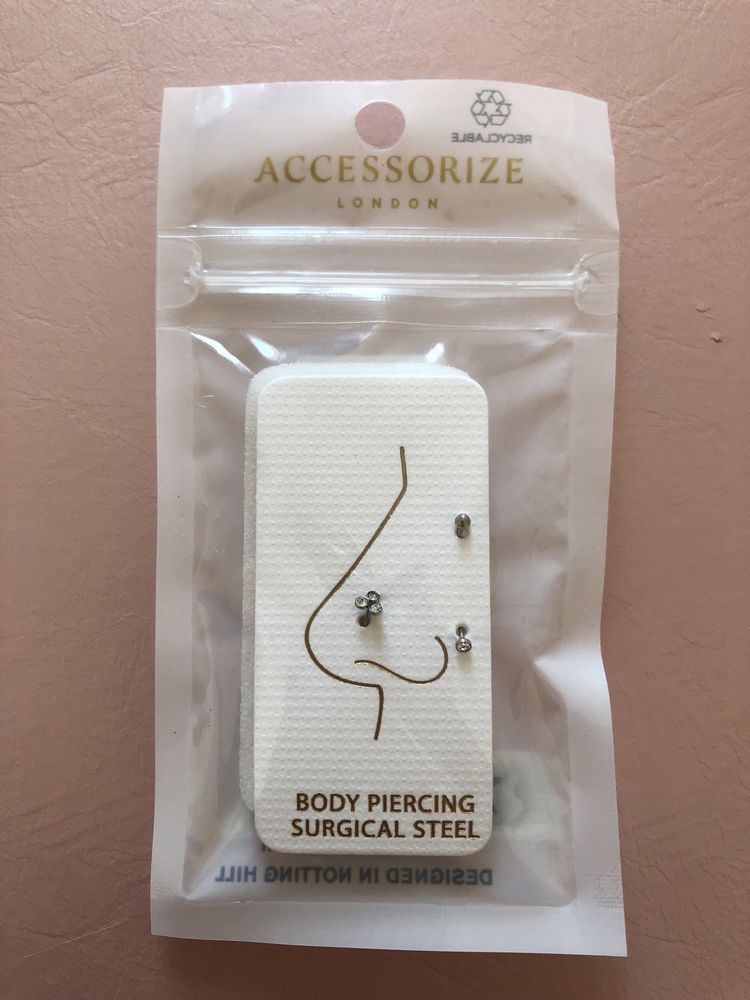 RECYCLABLE
ACCESSORIZE
LONDON
BODY PIERCING
SURGICAL STEEL
DESIGNED IN NOTTING HILL